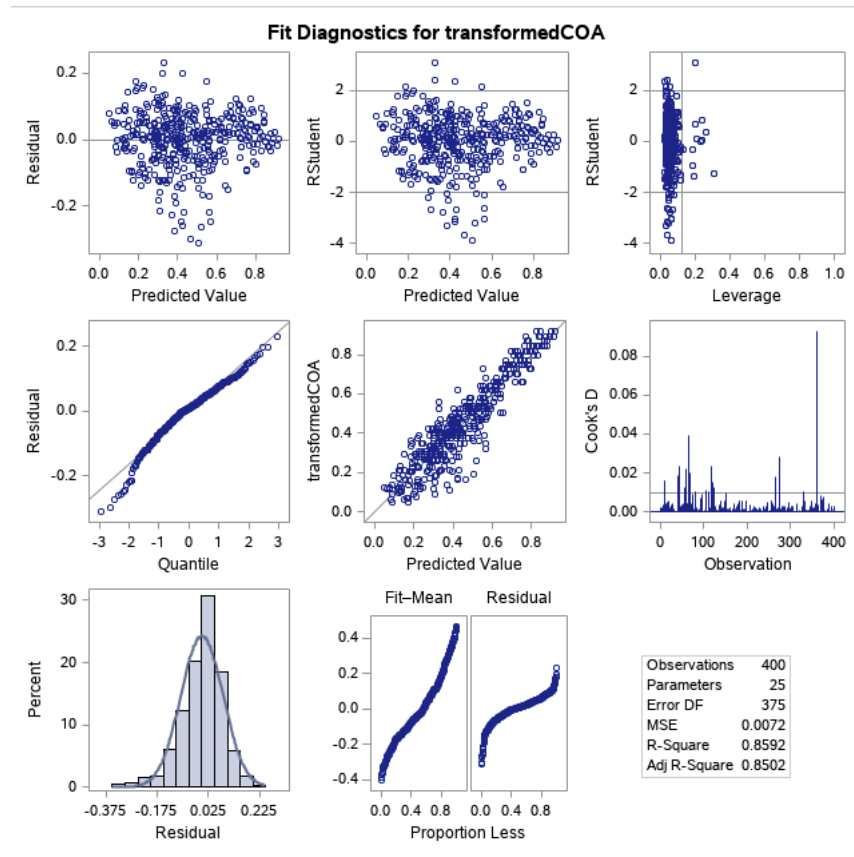 Fit Diagnostics for transformedCOA
Residual
0.2
0.0
-0.2
0.0 0.2 0.4 0.6 0.8
Predicted Value
RStudent
2
0
-2
-4
0.0 0.2 0.4 0.6 0.8
Predicted Value
RStudent
2
0
-2
-4
0.0 0.2 0.4 0.6 0.8 1.0
Leverage
Residual
0.2
0.0
-0.2
-3 -2 -1 0 1 2 3
Quantile
transformedCOA
0.8
0.6
0.4
0.2
0.0
0.0 0.2 0.4 0.6 0.8
Predicted Value
Cook's D
0.08
0.06
0.04
0.02
0.00
0 100 200 300 400
Observation
Percent
30
20
10
0
-0.375 -0.175 0.025 0.225
Residual
Fit–Mean Residual
0.4
0.2
0.0
-0.2
-0.4
0.0 0.4 0.8 0.0 0.4 0.8
Proportion Less
Observations 400
Parameters 25
Error DF 375
MSE 0.0072
R-Square 0.8592
Adj R-Square 0.8502